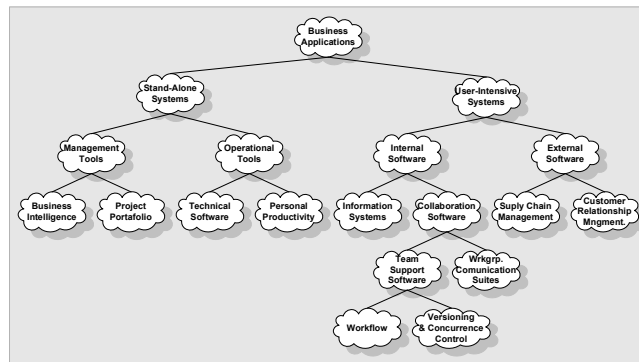 Business
Applications
Stand-Alone
Systems
User-Intensive
Systems
Management
Tools
Operational
Tools
Internal
Software
External
Software
Business
Intelligence
Project
Portafolio
Technical
Software
Personal
Productivity
Information
Systems
Collaboration
Software
Suply Chain
Management
Customer
Relationship
Mngment.
Team
Support
Software
Wrkgrp.
Comunication
Suites
Workflow
Versioning
& Concurrence
Control